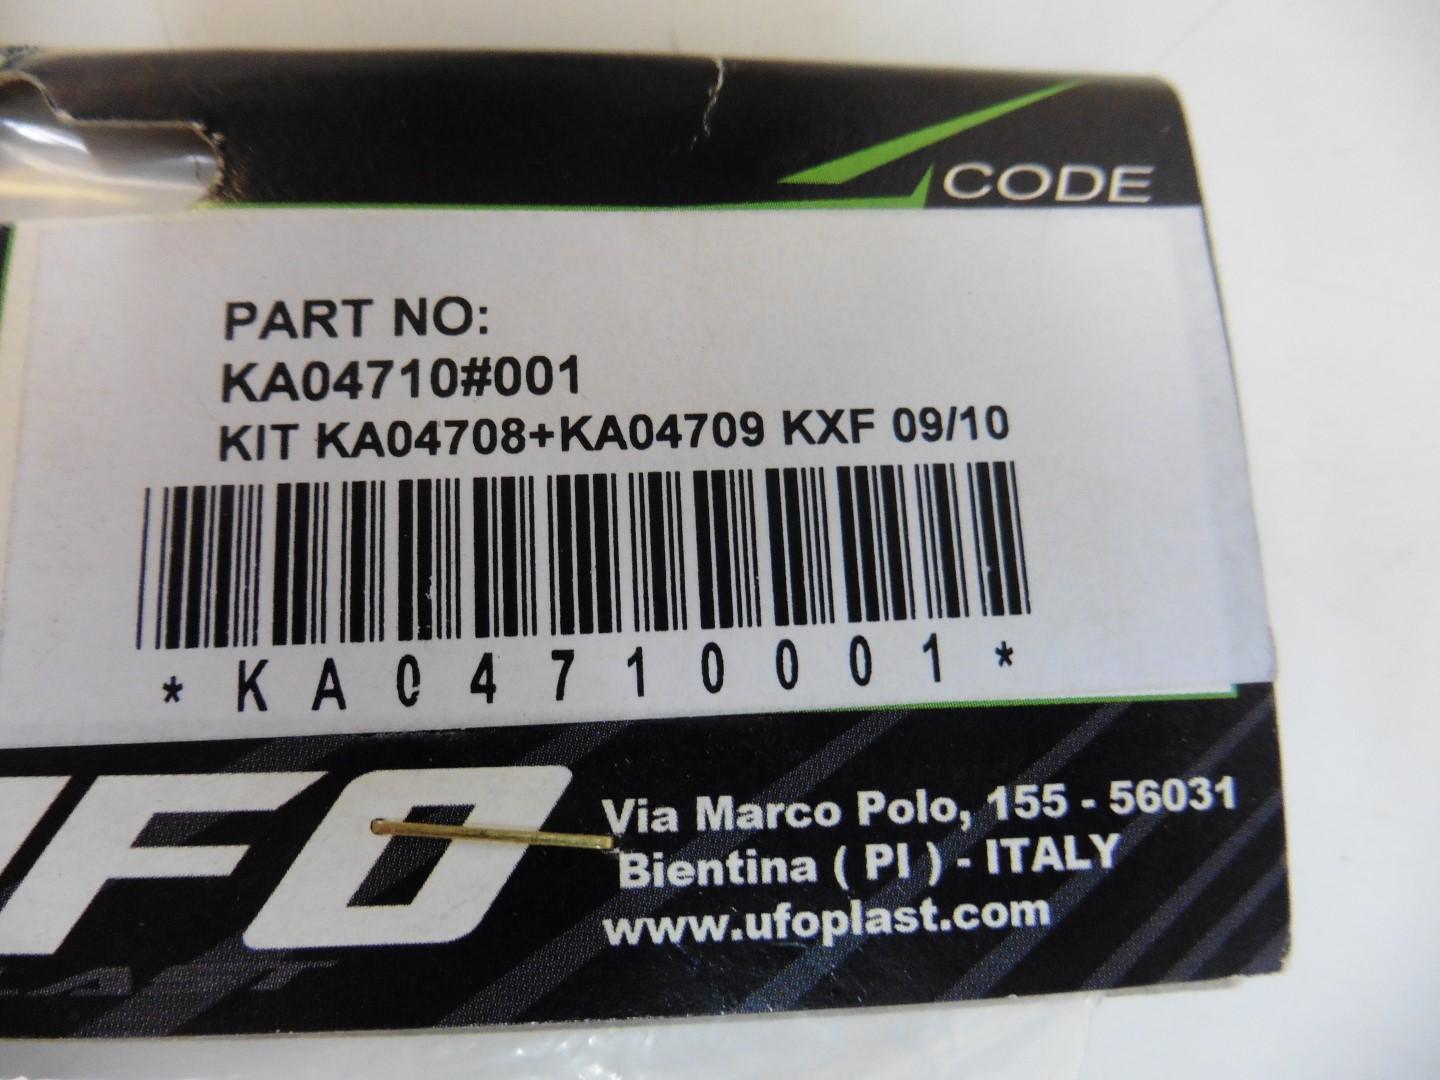 CODE
PART NO:
KA04710#001
KIT KA04708+KA04709 KXF 09/10
*KA04710001*
UFO
Via Marco Polo, 155 - 56031
Bientina ( PI ) - ITALY
www.ufoplast.com